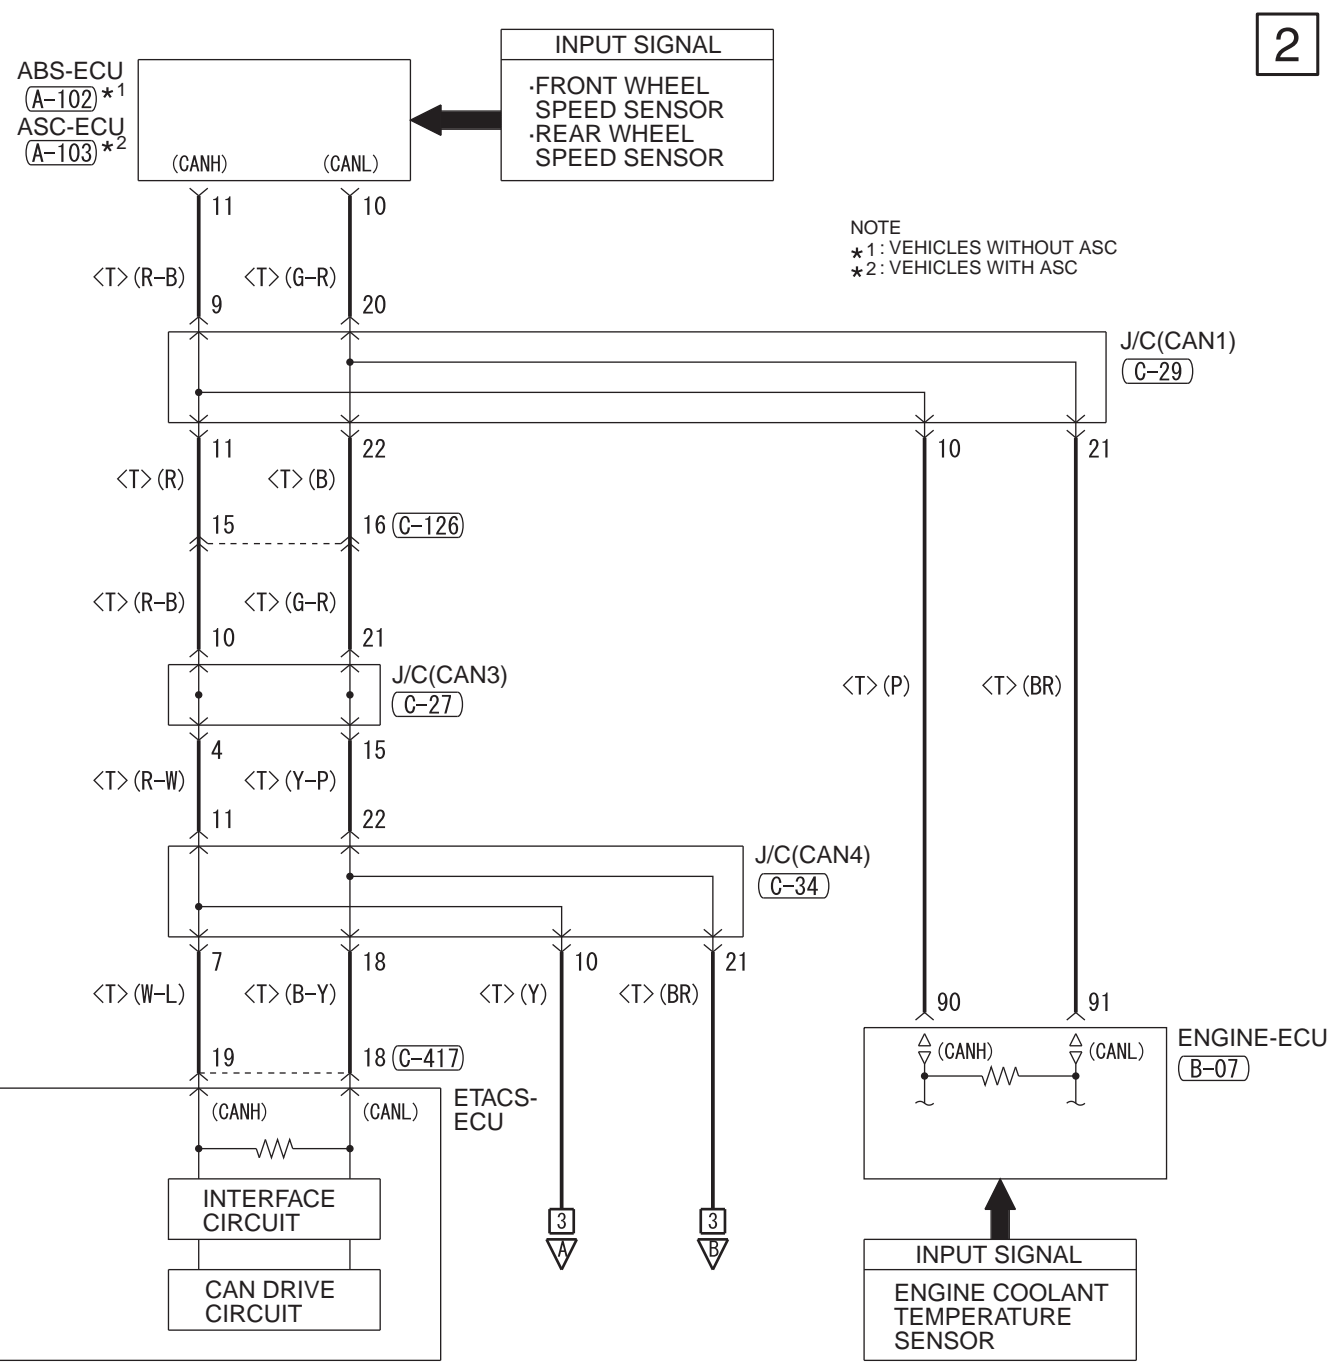 2
INPUT SIGNAL
·FRONT WHEEL
SPEED SENSOR
·REAR WHEEL
SPEED SENSOR
ABS-ECU
A-102 *1
ASC-ECU
A-103 *2
(CANH) (CANL)
11 10
NOTE
*1: VEHICLES WITHOUT ASC
*2: VEHICLES WITH ASC
<T>(R-B) <T>(G-R)
9 20
J/C(CAN1)
C-29
11 22 10 21
<T>(R) <T>(B)
15 16 C-126
<T>(R-B) <T>(G-R)
10 21
J/C(CAN3)
C-27
<T>(P) <T>(BR)
4 15
<T>(R-W) <T>(Y-P)
11 22
J/C(CAN4)
C-34
7 18 10 21
<T>(W-L) <T>(B-Y) <T>(Y) <T>(BR)
90 91
19 18 C-417
ENGINE-ECU
B-07
(CANH) (CANL)
ETACS-
ECU
(CANH) (CANL)
INTERFACE
CIRCUIT
3 3
A B
CAN DRIVE
CIRCUIT
INPUT SIGNAL
ENGINE COOLANT
TEMPERATURE
SENSOR